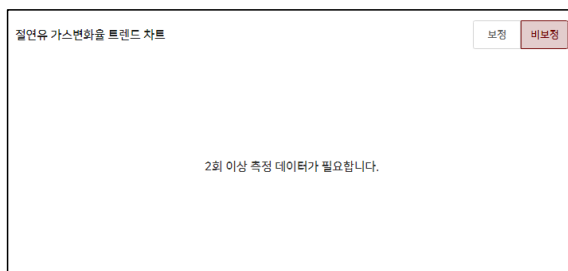 절연유 가스변화율 트렌드 차트
보정 비보정
2회 이상 측정 데이터가 필요합니다.